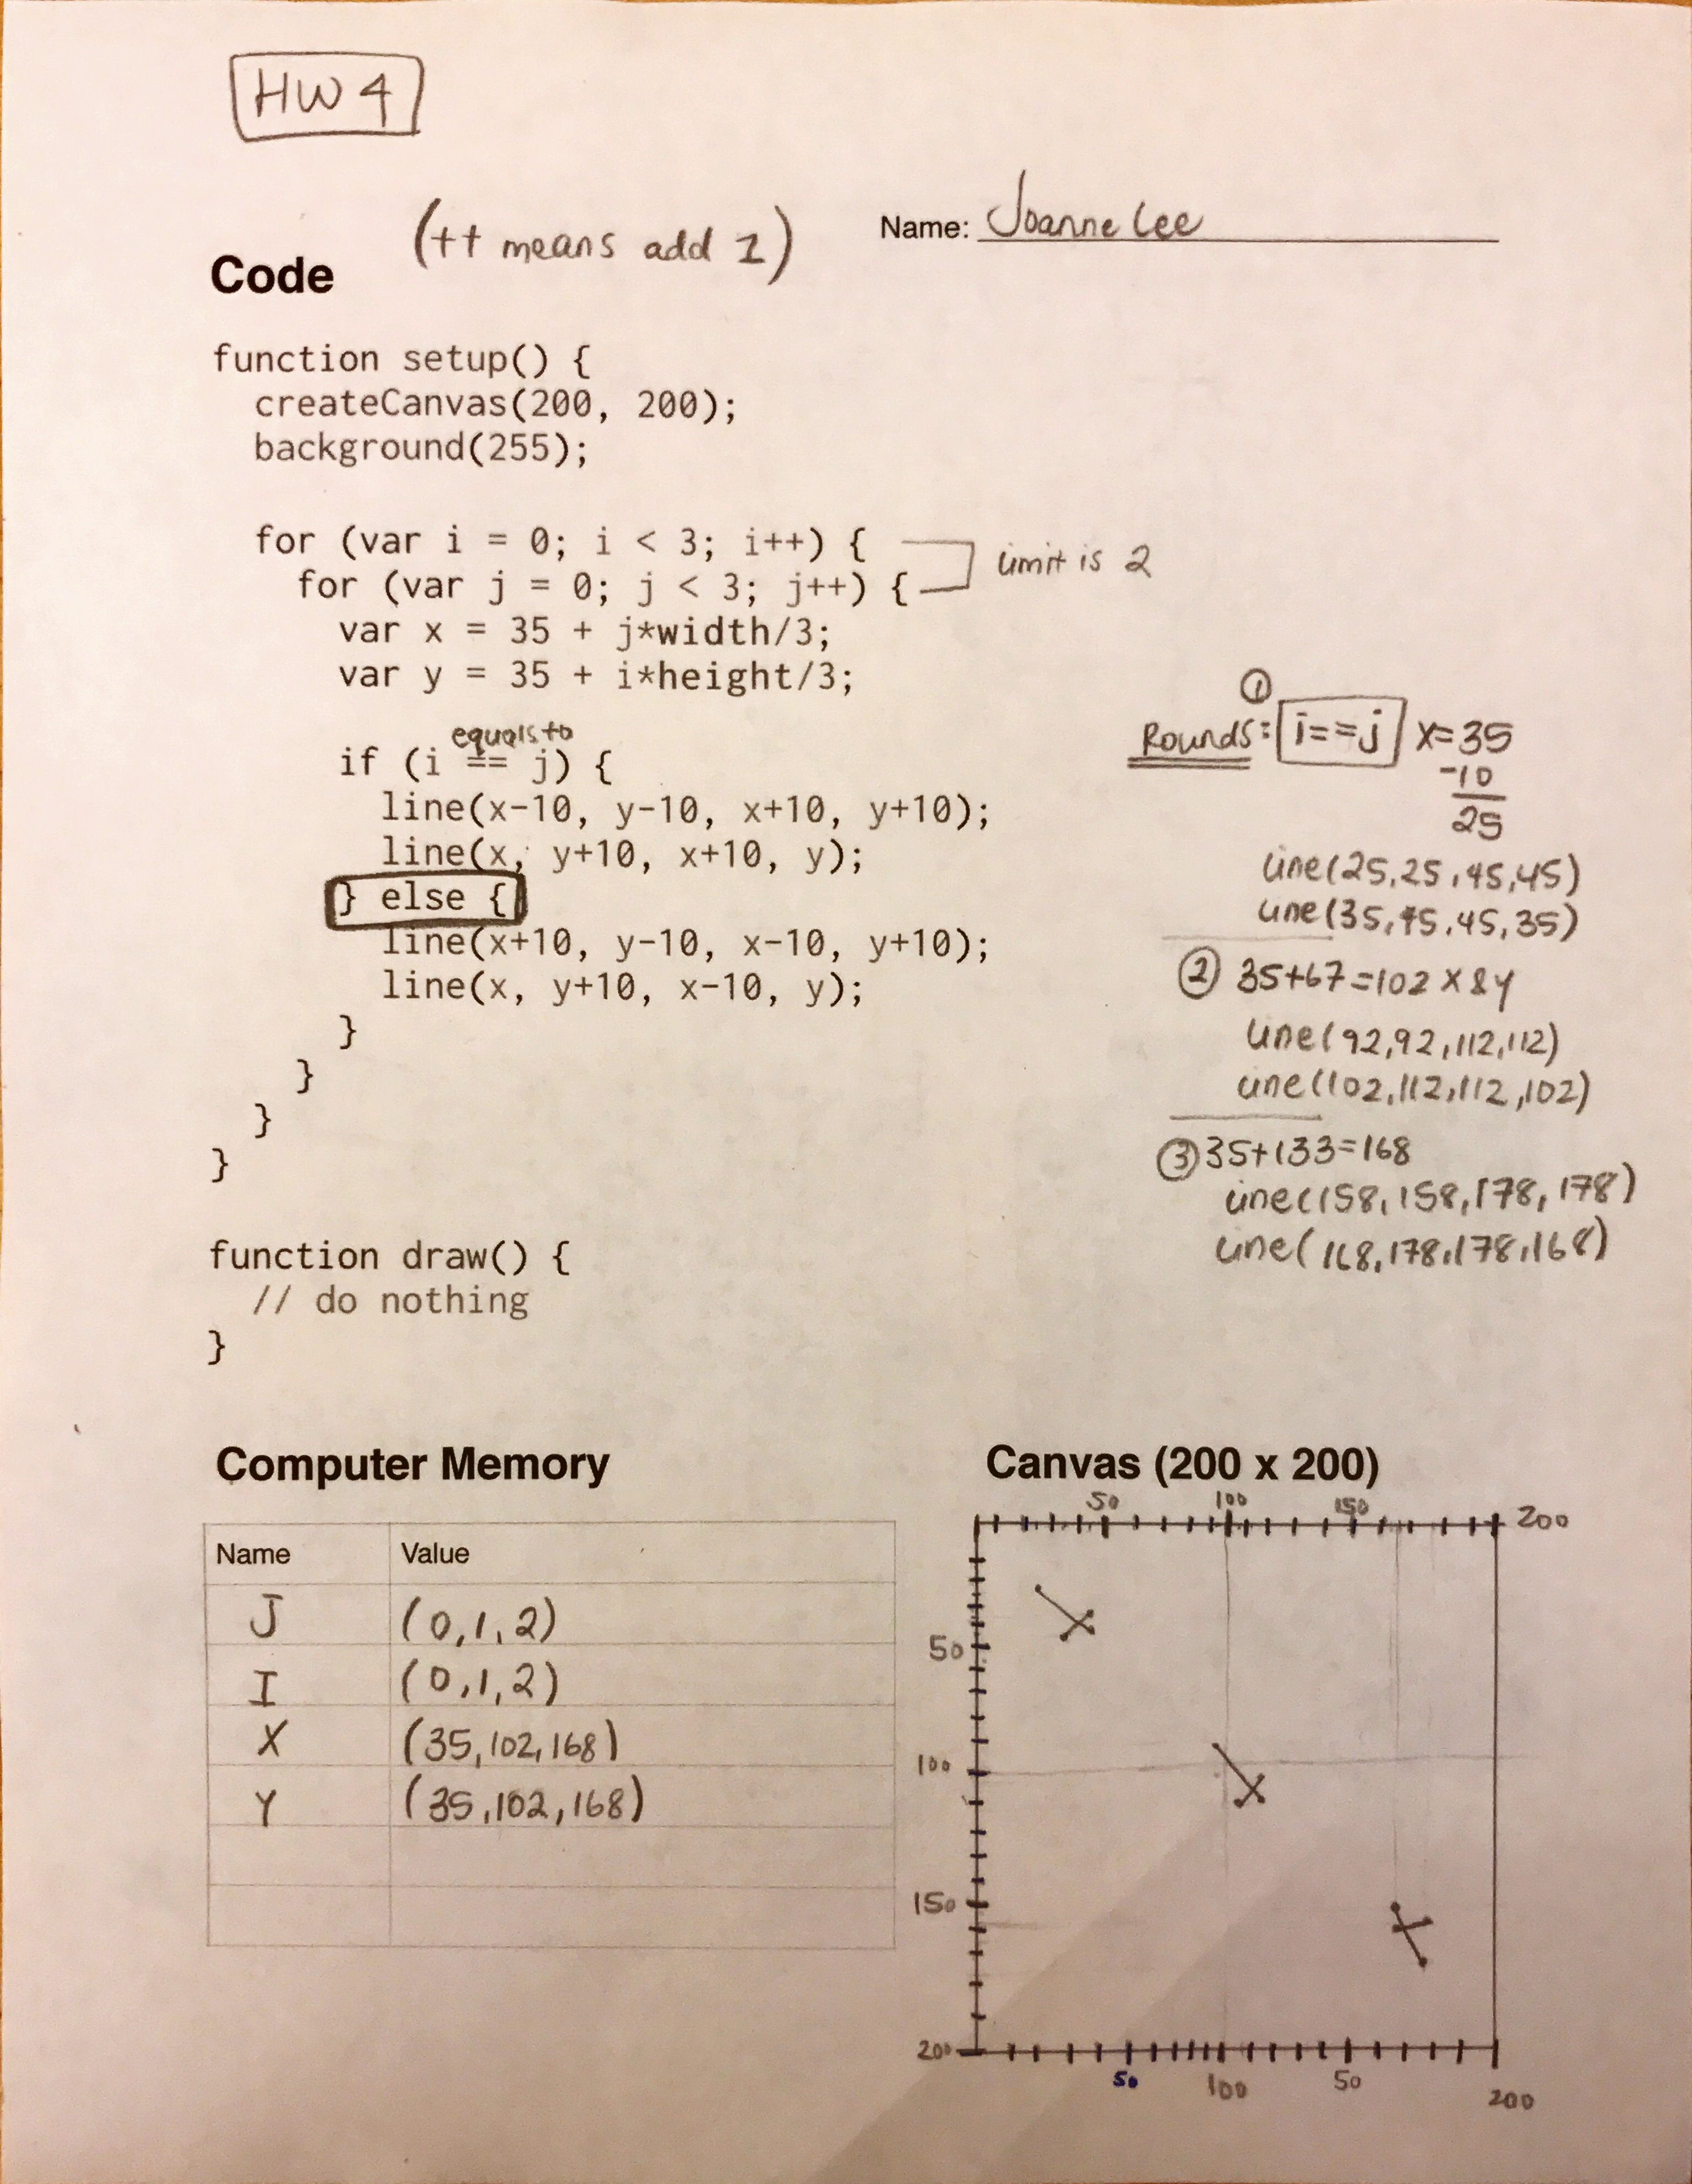 HW 4
(++ means add 1)
Name: Joanne Lee
Code
function setup() {
createCanvas(200, 200);
background(255);
for (var i = 0; i < 3; i++) {
for (var j = 0; j < 3; j++) {
limit is 2
var x = 35 + j*width/3;
var y = 35 + i*height/3;
equals to
if (i == j) {
line(x-10, y-10, x+10, y+10);
line(x, y+10, x+10, y);
} else {
line(x+10, y-10, x-10, y+10);
line(x, y+10, x-10, y);
}
}
}
}
function draw() {
// do nothing
}
①
Rounds: i==j x=35
-10
25
line(25,25,45,45)
line(35,45,45,35)
② 35+67=102 x & y
line(92,92,112,112)
line(102,112,112,102)
③ 35+133=168
line(158,158,178,178)
line(168,178,178,168)
Computer Memory
Name Value
J (0,1,2)
I (0,1,2)
X (35,102,168)
Y (35,102,168)
Canvas (200 x 200)
50 100 150 200
50
100
150
200
50 100 50 200